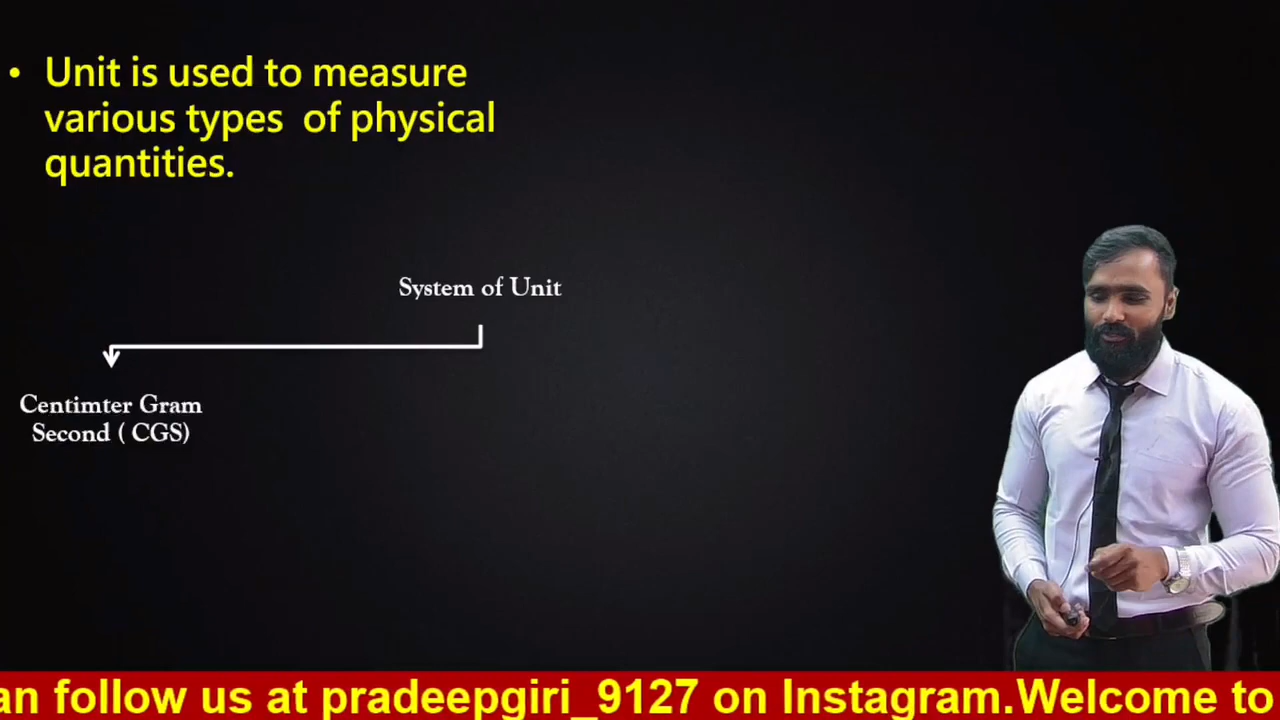 • Unit is used to measure
various types of physical
quantities.
System of Unit
Centimter Gram
Second ( CGS)
an follow us at pradeepgiri_9127 on Instagram.Welcome to